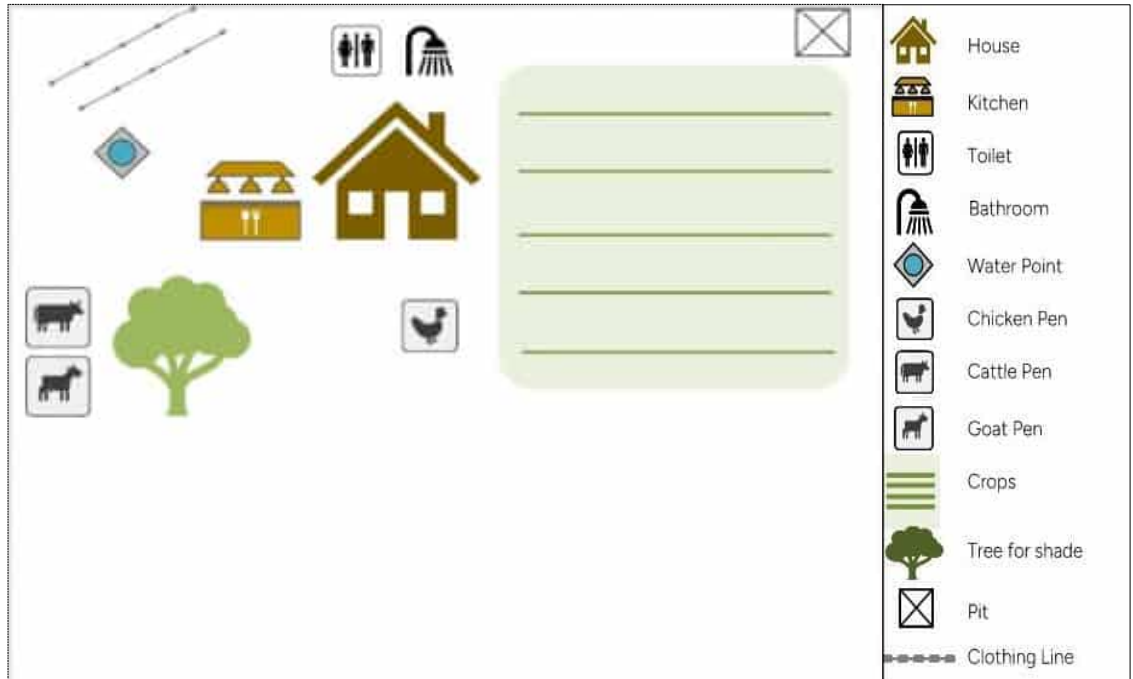 House
Kitchen
Toilet
Bathroom
Water Point
Chicken Pen
Cattle Pen
Goat Pen
Crops
Tree for shade
Pit
Clothing Line